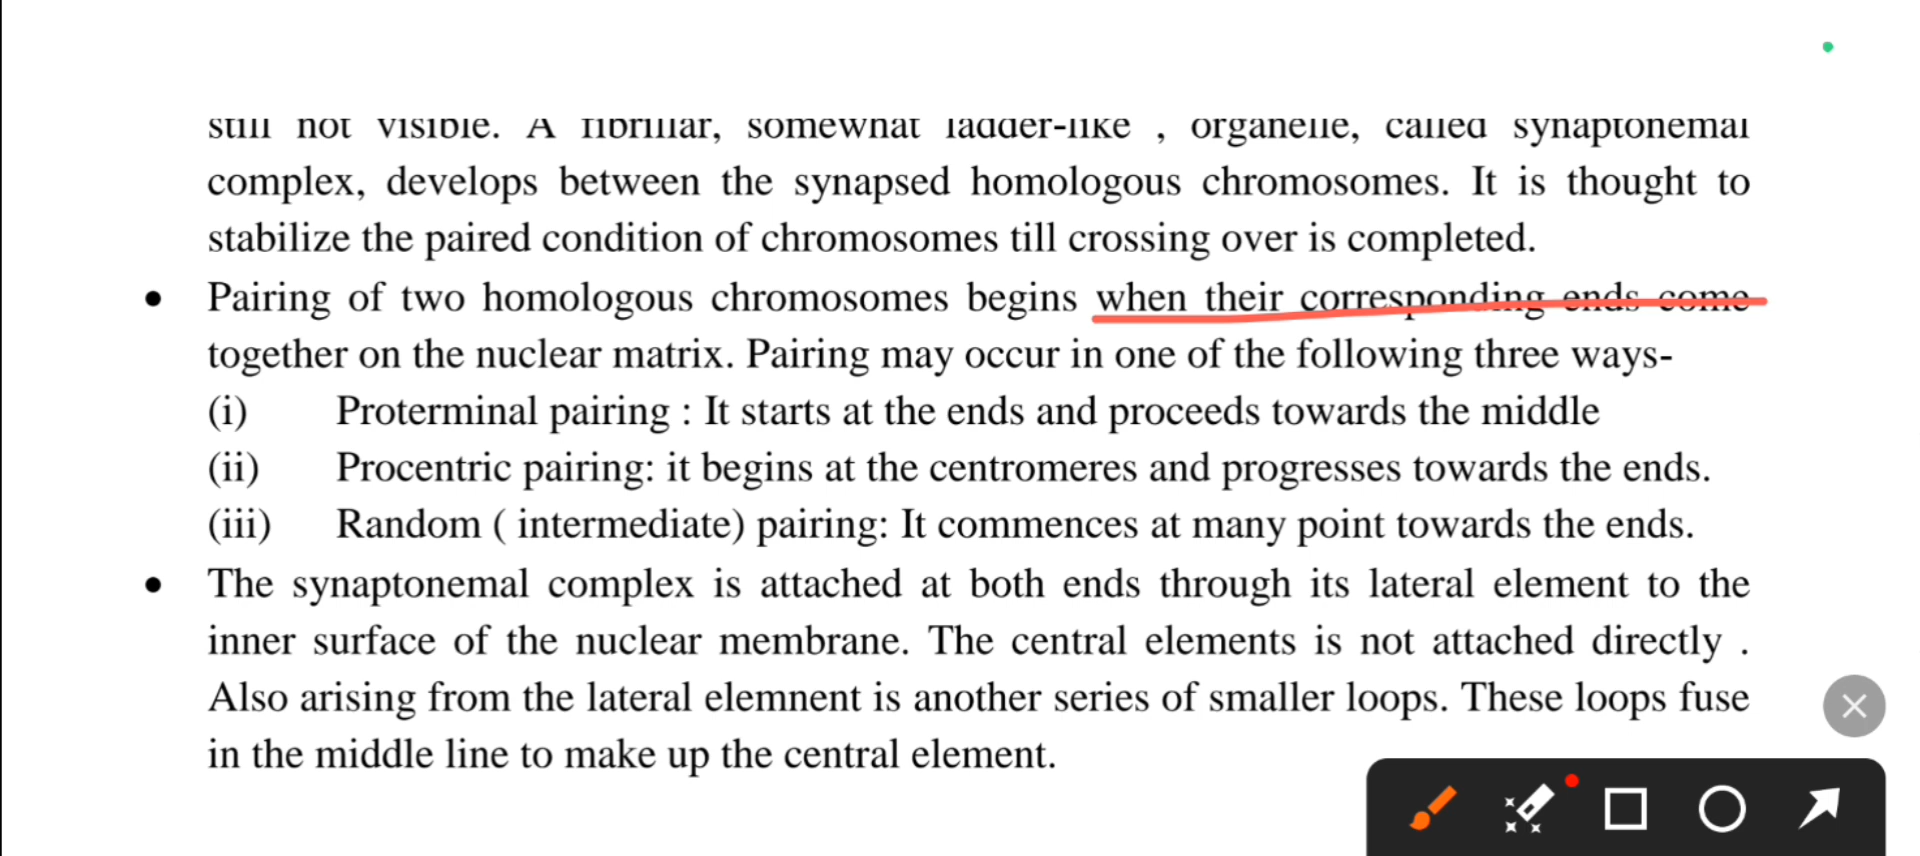 still not visible. A fibrillar, somewhat ladder-like , organelle, called synaptonemal
complex, develops between the synapsed homologous chromosomes. It is thought to
stabilize the paired condition of chromosomes till crossing over is completed.
• Pairing of two homologous chromosomes begins when their corresponding ends come
together on the nuclear matrix. Pairing may occur in one of the following three ways-
(i) Proterminal pairing : It starts at the ends and proceeds towards the middle
(ii) Procentric pairing: it begins at the centromeres and progresses towards the ends.
(iii) Random ( intermediate) pairing: It commences at many point towards the ends.
• The synaptonemal complex is attached at both ends through its lateral element to the
inner surface of the nuclear membrane. The central elements is not attached directly .
Also arising from the lateral elemnent is another series of smaller loops. These loops fuse
in the middle line to make up the central element.